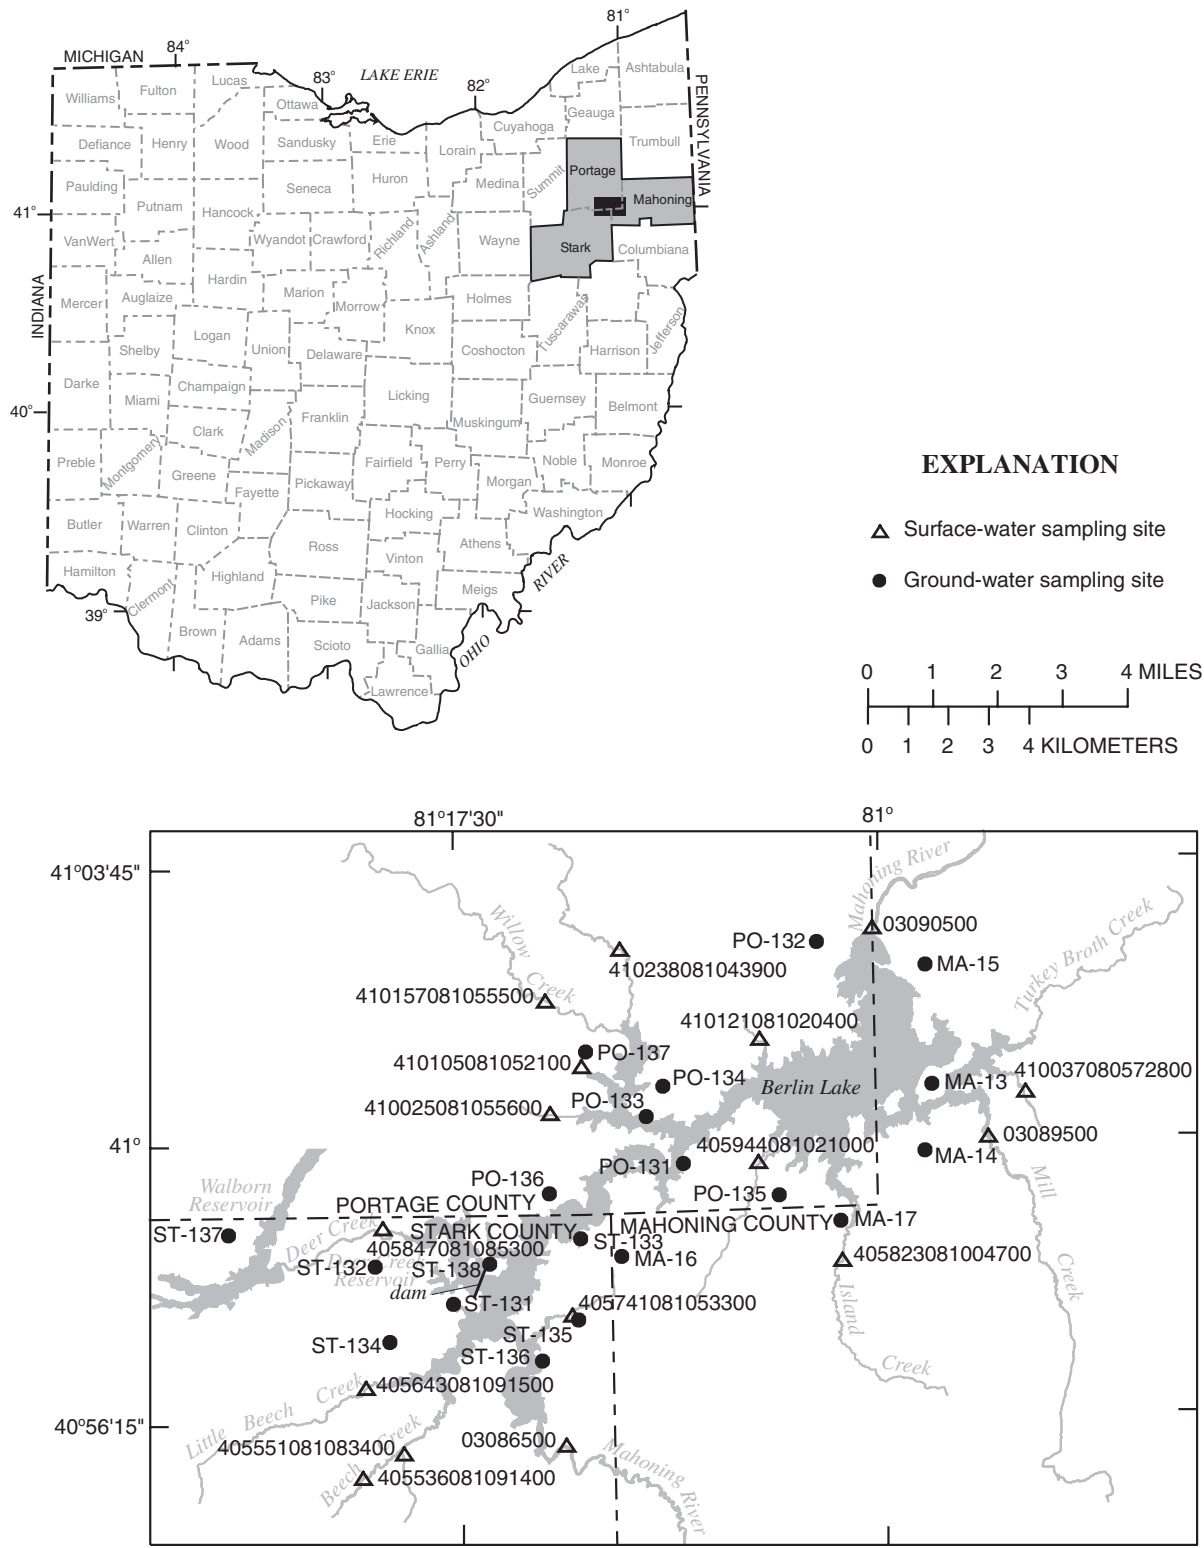 81°
84°
MICHIGAN
83°
LAKE ERIE
82°
Lake
Ashtabula
Lucas
Fulton
Williams
Ottawa
Geauga
PENNSYLVANIA
Cuyahoga
Defiance
Henry
Wood
Sandusky
Erie
Lorain
Trumbull
Portage
Summit
Medina
Huron
Seneca
Paulding
Putnam
Hancock
Mahoning
41°
VanWert
Wyandot
Crawford
Richland
Ashland
Wayne
Stark
Columbiana
Allen
Hardin
INDIANA
Mercer
Auglaize
Marion
Morrow
Holmes
Tuscarawas
Jefferson
Knox
Logan
Shelby
Union
Delaware
Coshocton
Harrison
Darke
Champaign
Miami
Licking
Guernsey
Belmont
40°
Franklin
Muskingum
Clark
Madison
Preble
Montgomery
Greene
Fairfield
Perry
Noble
Monroe
Fayette
Pickaway
Morgan
Hocking
Washington
Butler
Warren
Clinton
Ross
Vinton
Athens
Hamilton
Clermont
Highland
Pike
Jackson
Meigs
39°
Brown
Adams
Scioto
Gallia
Lawrence
OHIO
RIVER
EXPLANATION
Surface-water sampling site
Ground-water sampling site
0 1 2 3 4 MILES
0 1 2 3 4 KILOMETERS
81°17'30"
81°
41°03'45"
Mahoning River
Willow
Creek
PO-132
03090500
410238081043900
MA-15
Turkey Broth Creek
410157081055500
410121081020400
PO-137
410105081052100
PO-134
Berlin Lake
MA-13
410037080572800
410025081055600
PO-133
03089500
41°
405944081021000
MA-14
PO-131
Mill
Creek
PO-136
PO-135
Walborn
Reservoir
PORTAGE COUNTY
STARK COUNTY
MAHONING COUNTY
MA-17
ST-137
Deer Creek
405847081085300
ST-133
MA-16
405823081004700
ST-132
Deer Creek
Reservoir
ST-138
dam
ST-131
405741081053300
ST-135
Island
Creek
ST-134
ST-136
405643081091500
Little Beech Creek
40°56'15"
405551081083400
03086500
405536081091400
Beech Creek
Mahoning River